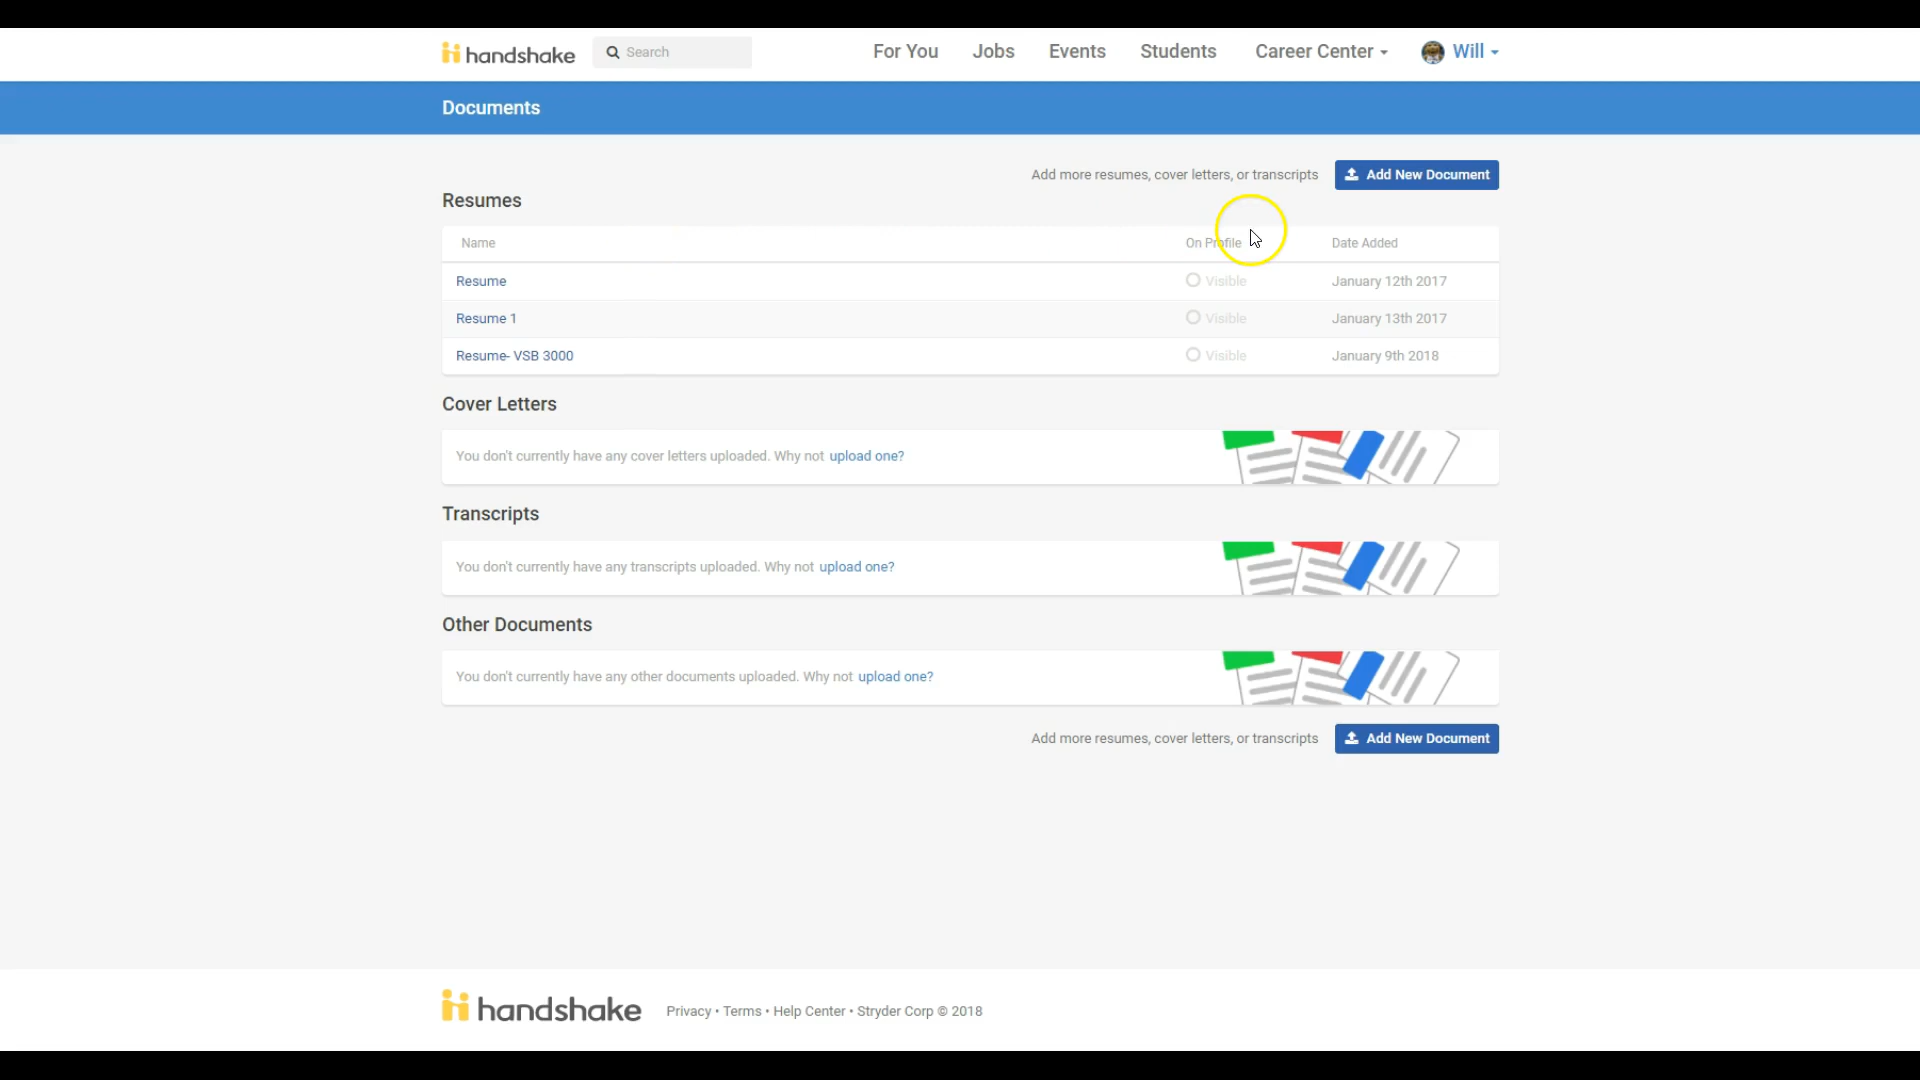 handshake
Search
For You
Jobs
Events
Students
Career Center
Will
Documents
Add more resumes, cover letters, or transcripts
Add New Document
Resumes
Name
On Profile
Date Added
Resume
Visible
January 12th 2017
Resume 1
Visible
January 13th 2017
Resume- VSB 3000
Visible
January 9th 2018
Cover Letters
You don't currently have any cover letters uploaded. Why not upload one?
Transcripts
You don't currently have any transcripts uploaded. Why not upload one?
Other Documents
You don't currently have any other documents uploaded. Why not upload one?
Add more resumes, cover letters, or transcripts
Add New Document
handshake
Privacy • Terms • Help Center • Stryder Corp © 2018